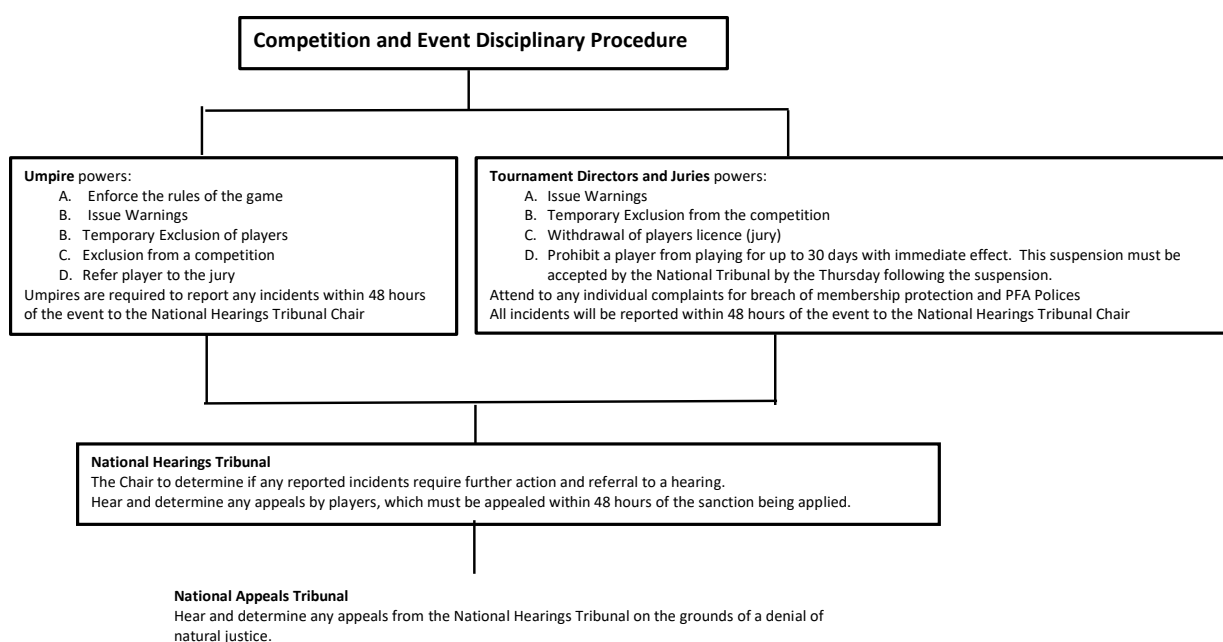 Competition and Event Disciplinary Procedure
Umpire powers:
A. Enforce the rules of the game
B. Issue Warnings
B. Temporary Exclusion of players
C. Exclusion from a competition
D. Refer player to the jury
Umpires are required to report any incidents within 48 hours
of the event to the National Hearings Tribunal Chair
Tournament Directors and Juries powers:
A. Issue Warnings
B. Temporary Exclusion from the competition
C. Withdrawal of players licence (jury)
D. Prohibit a player from playing for up to 30 days with immediate effect. This suspension must be
accepted by the National Tribunal by the Thursday following the suspension.
Attend to any individual complaints for breach of membership protection and PFA Polices
All incidents will be reported within 48 hours of the event to the National Hearings Tribunal Chair
National Hearings Tribunal
The Chair to determine if any reported incidents require further action and referral to a hearing.
Hear and determine any appeals by players, which must be appealed within 48 hours of the sanction being applied.
National Appeals Tribunal
Hear and determine any appeals from the National Hearings Tribunal on the grounds of a denial of
natural justice.